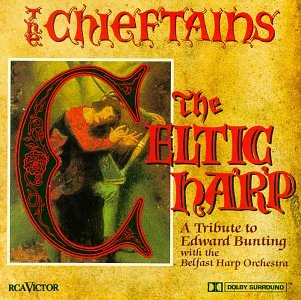 The Chieftains
The
Celtic
Harp
A Tribute to
Edward Bunting
with the
Belfast Harp Orchestra
RCA VICTOR
DOLBY SURROUND